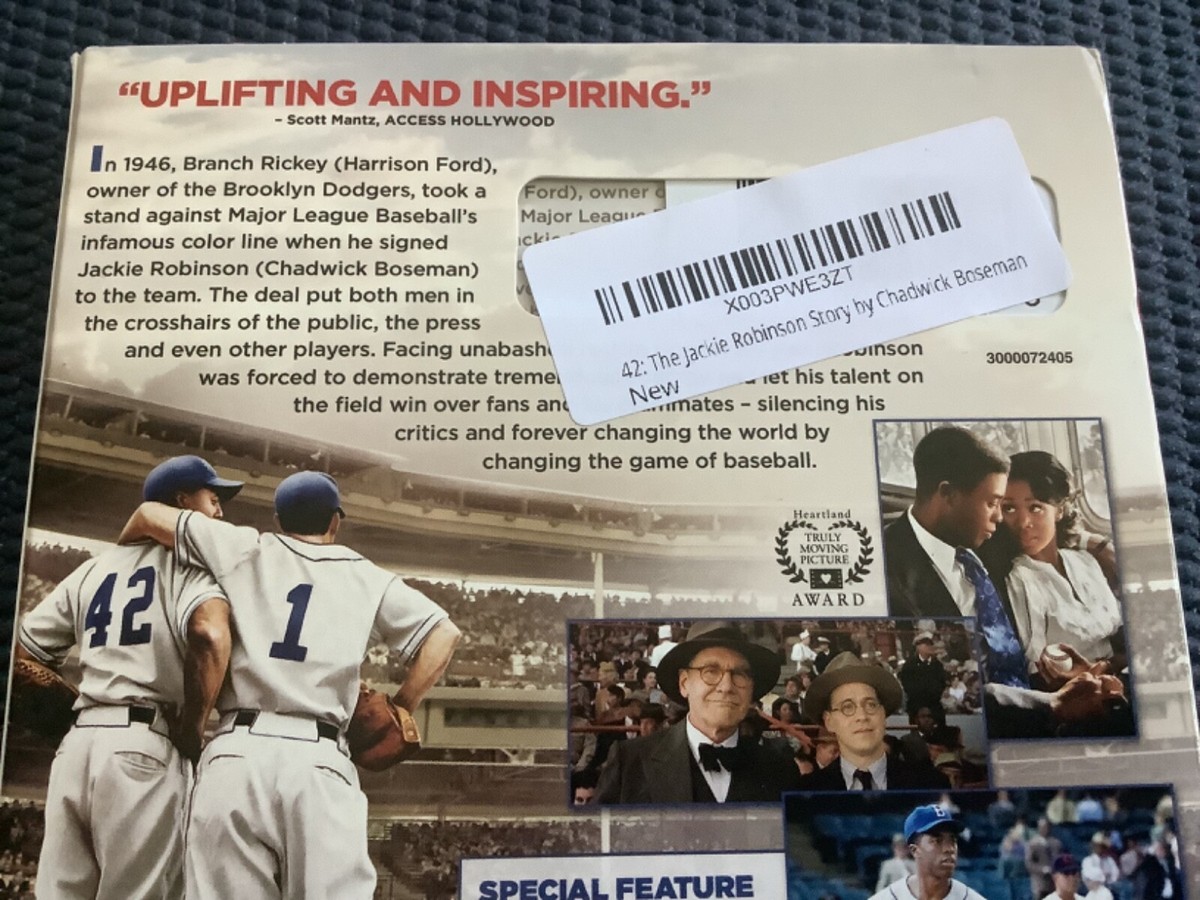 “UPLIFTING AND INSPIRING.”
– Scott Mantz, ACCESS HOLLYWOOD
In 1946, Branch Rickey (Harrison Ford),
owner of the Brooklyn Dodgers, took a
stand against Major League Baseball’s
infamous color line when he signed
Jackie Robinson (Chadwick Boseman)
to the team. The deal put both men in
the crosshairs of the public, the press
and even other players. Facing
was forced to demonstrate let his talent on
the field win over fans – silencing his
critics and forever changing the world by
changing the game of baseball.
Ford), owner
Major League
X003PWE3ZT
42: The Jackie Robinson Story by Chadwick Boseman
New
3000072405
Heartland
TRULY
MOVING
PICTURE
AWARD
42
1
B
SPECIAL FEATURE